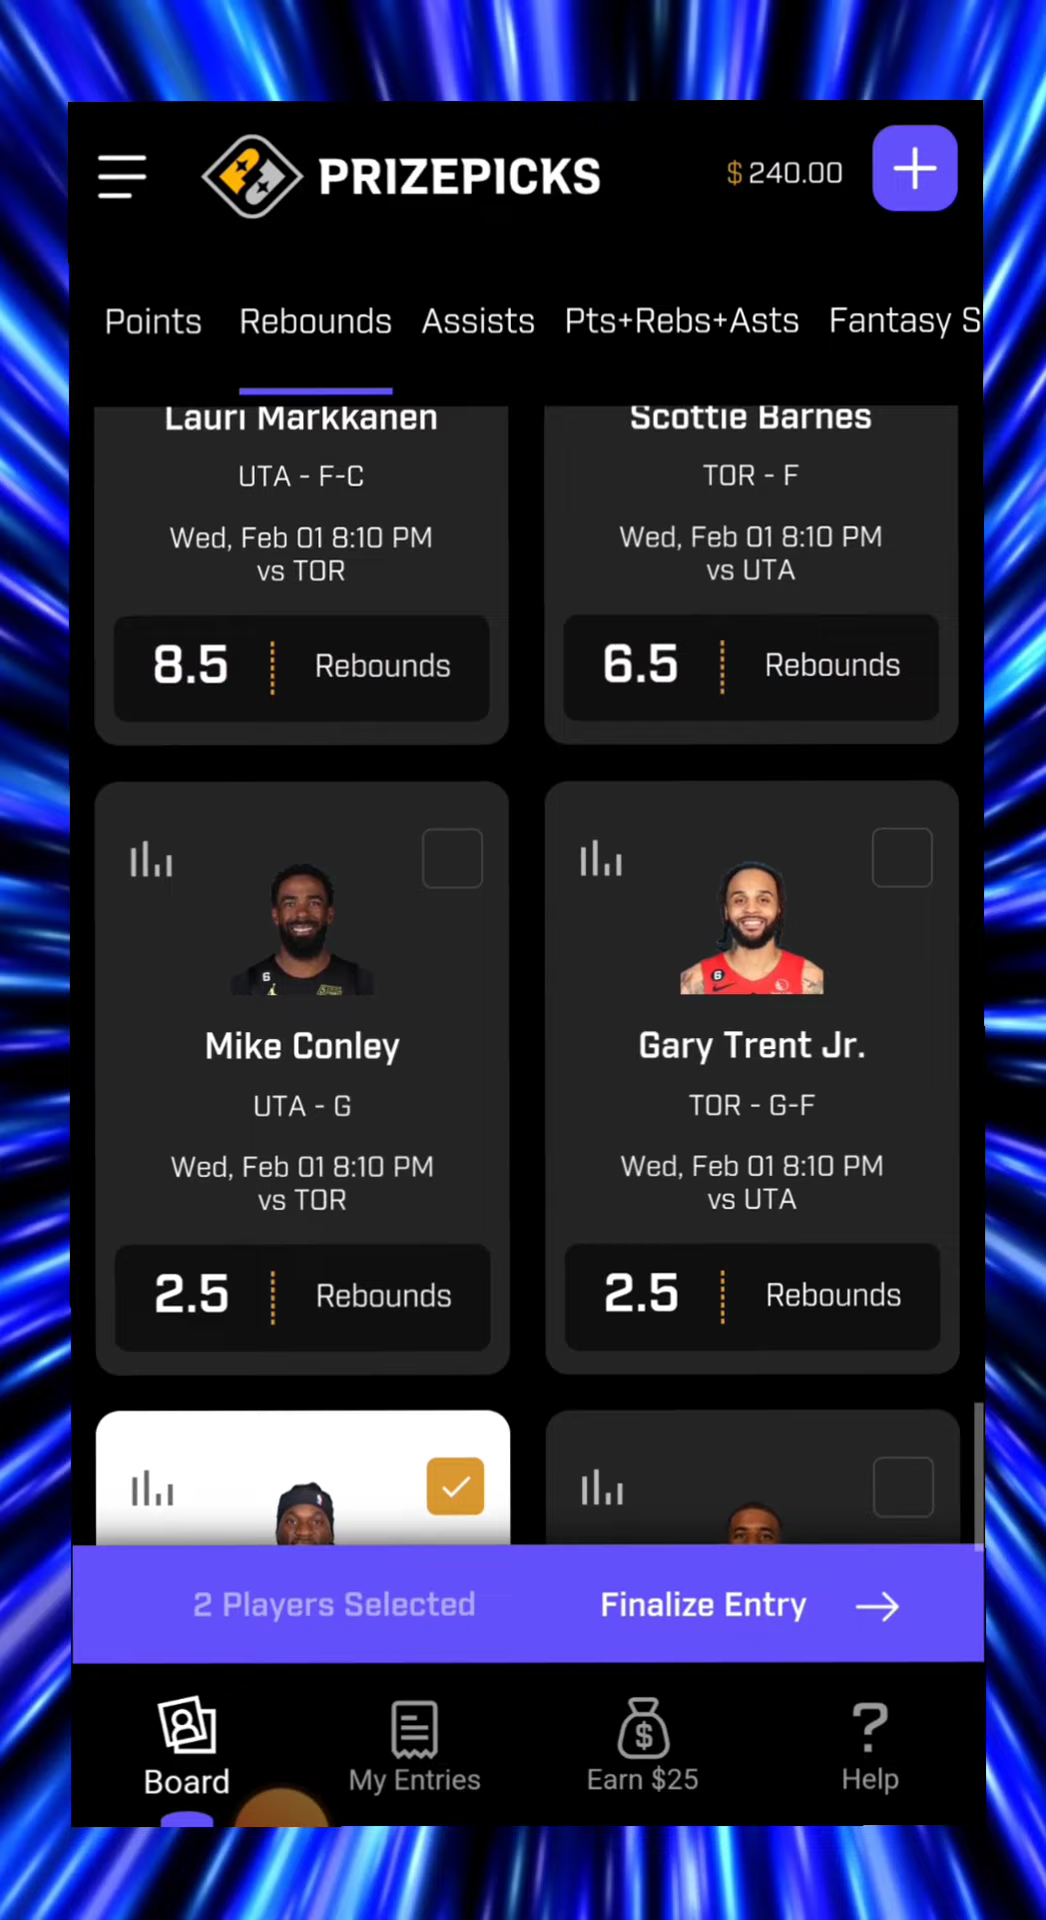 PRIZEPICKS
$ 240.00
Points Rebounds Assists Pts+Rebs+Asts Fantasy S
Lauri Markkanen
UTA - F-C
Wed, Feb 01 8:10 PM
vs TOR
8.5 Rebounds
Scottie Barnes
TOR - F
Wed, Feb 01 8:10 PM
vs UTA
6.5 Rebounds
6
Mike Conley
UTA - G
Wed, Feb 01 8:10 PM
vs TOR
2.5 Rebounds
6
Gary Trent Jr.
TOR - G-F
Wed, Feb 01 8:10 PM
vs UTA
2.5 Rebounds
2 Players Selected
Finalize Entry
Board
My Entries
$
Earn $25
?
Help